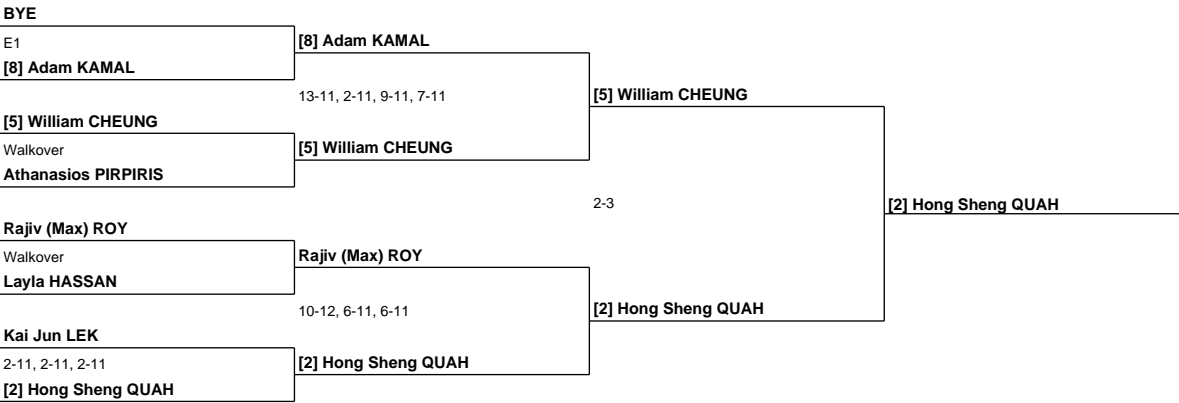 BYE
E1
[8] Adam KAMAL
[8] Adam KAMAL
13-11, 2-11, 9-11, 7-11
[5] William CHEUNG
[5] William CHEUNG
Walkover
[5] William CHEUNG
Athanasios PIRPIRIS
2-3
[2] Hong Sheng QUAH
Rajiv (Max) ROY
Walkover
Rajiv (Max) ROY
Layla HASSAN
10-12, 6-11, 6-11
[2] Hong Sheng QUAH
Kai Jun LEK
2-11, 2-11, 2-11
[2] Hong Sheng QUAH
[2] Hong Sheng QUAH